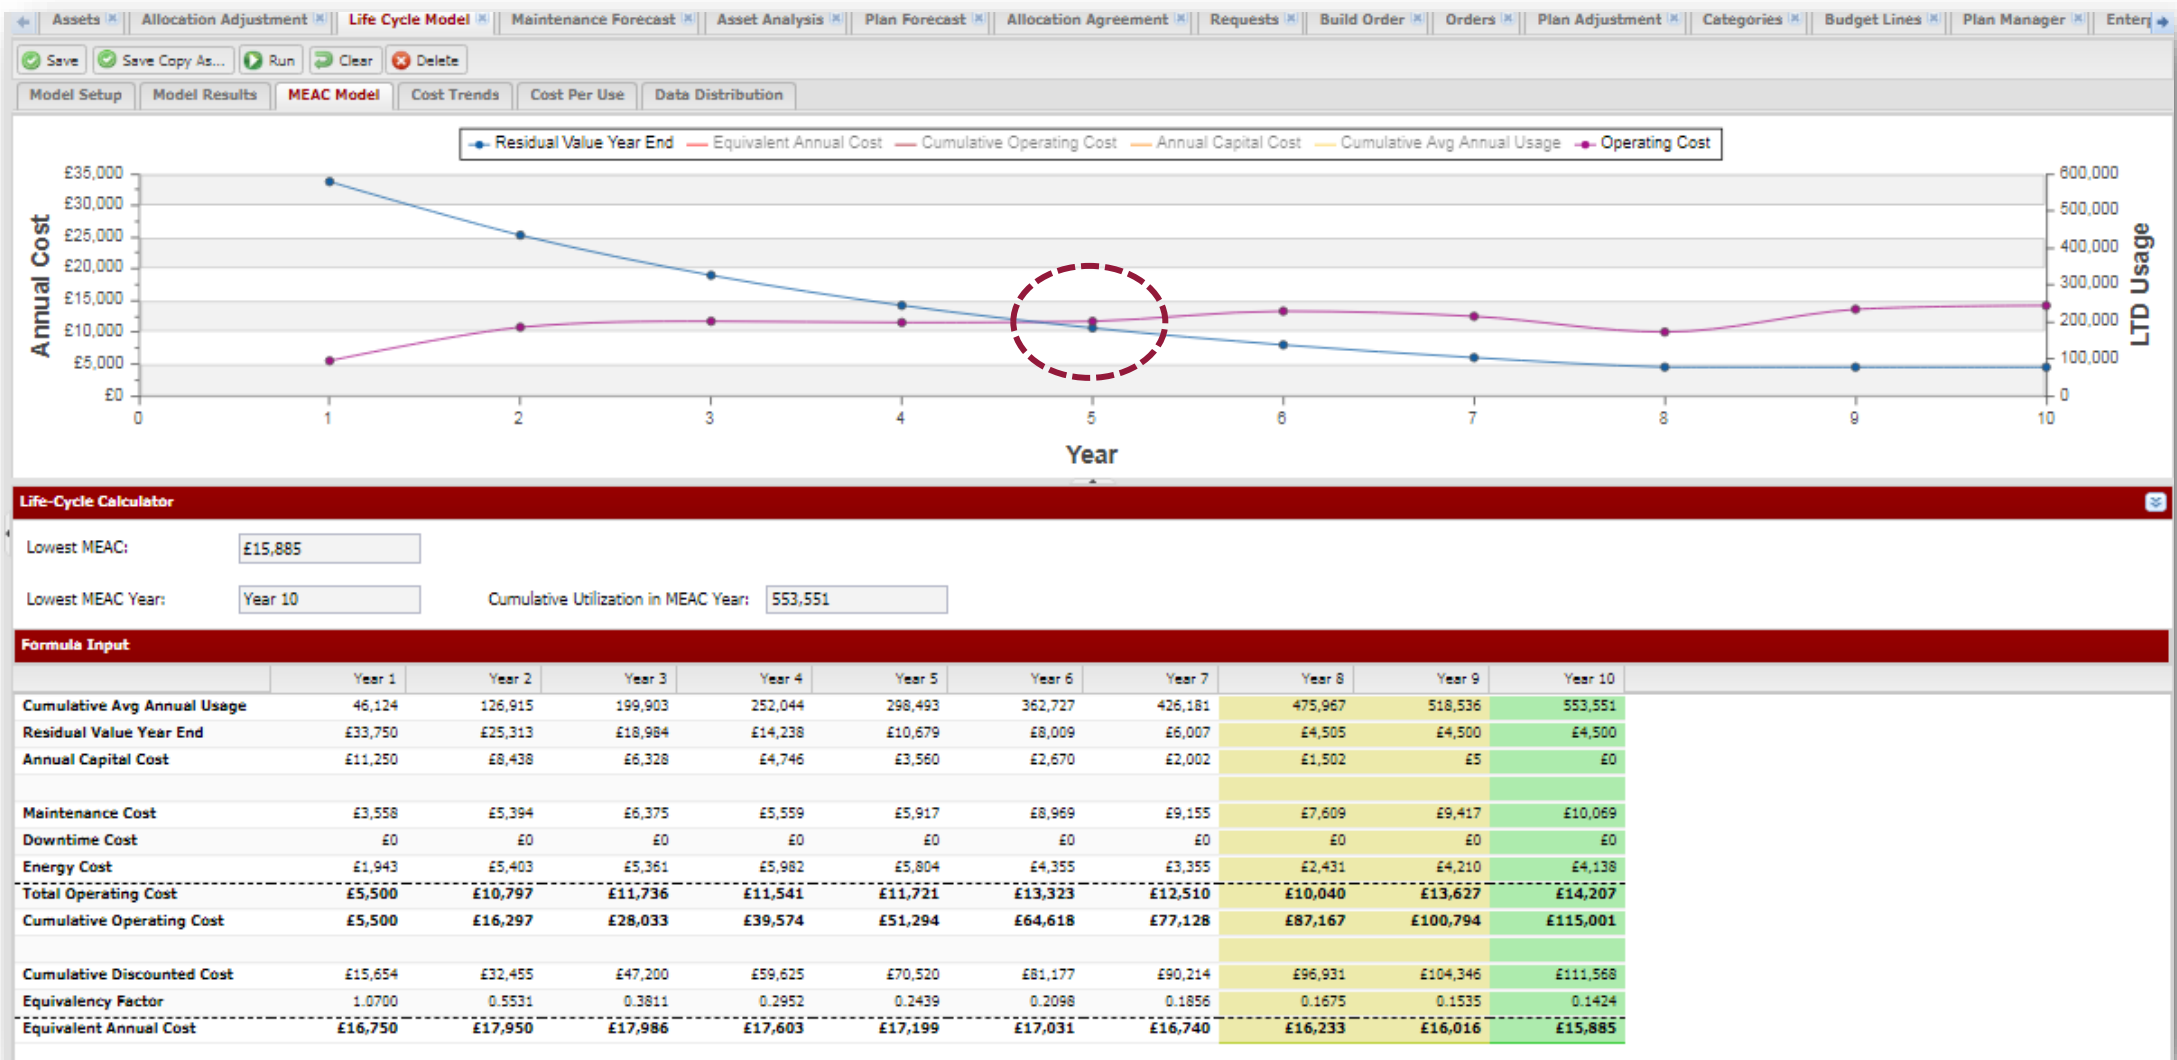 Assets Allocation Adjustment Life Cycle Model Maintenance Forecast Asset Analysis Plan Forecast Allocation Agreement Requests Build Order Orders Plan Adjustment Categories Budget Lines Plan Manager Enterp
Save Save Copy As... Run Clear Delete
Model Setup Model Results MEAC Model Cost Trends Cost Per Use Data Distribution
Residual Value Year End Equivalent Annual Cost Cumulative Operating Cost Annual Capital Cost Cumulative Avg Annual Usage Operating Cost
Annual Cost
£35,000
£30,000
£25,000
£20,000
£15,000
£10,000
£5,000
£0
600,000
500,000
400,000
300,000
200,000
100,000
0
LTD Usage
0 1 2 3 4 5 6 7 8 9 10
Year
Life-Cycle Calculator
Lowest MEAC: £15,885
Lowest MEAC Year: Year 10 Cumulative Utilization in MEAC Year: 553,551
Formula Input
Year 1 Year 2 Year 3 Year 4 Year 5 Year 6 Year 7 Year 8 Year 9 Year 10
Cumulative Avg Annual Usage 46,124 126,915 199,903 252,044 298,493 362,727 426,181 475,967 518,536 553,551
Residual Value Year End £33,750 £25,313 £18,984 £14,238 £10,679 £8,009 £6,007 £4,505 £4,500 £4,500
Annual Capital Cost £11,250 £8,438 £6,328 £4,746 £3,560 £2,670 £2,002 £1,502 £5 £0
Maintenance Cost £3,558 £5,394 £6,375 £5,559 £5,917 £8,969 £9,155 £7,609 £9,417 £10,069
Downtime Cost £0 £0 £0 £0 £0 £0 £0 £0 £0 £0
Energy Cost £1,943 £5,403 £5,361 £5,982 £5,804 £4,355 £3,355 £2,431 £4,210 £4,138
Total Operating Cost £5,500 £10,797 £11,736 £11,541 £11,721 £13,323 £12,510 £10,040 £13,627 £14,207
Cumulative Operating Cost £5,500 £16,297 £28,033 £39,574 £51,294 £64,618 £77,128 £87,167 £100,794 £115,001
Cumulative Discounted Cost £15,654 £32,455 £47,200 £59,625 £70,520 £81,177 £90,214 £96,931 £104,346 £111,568
Equivalency Factor 1.0700 0.5531 0.3811 0.2952 0.2439 0.2098 0.1856 0.1675 0.1535 0.1424
Equivalent Annual Cost £16,750 £17,950 £17,986 £17,603 £17,199 £17,031 £16,740 £16,233 £16,016 £15,885